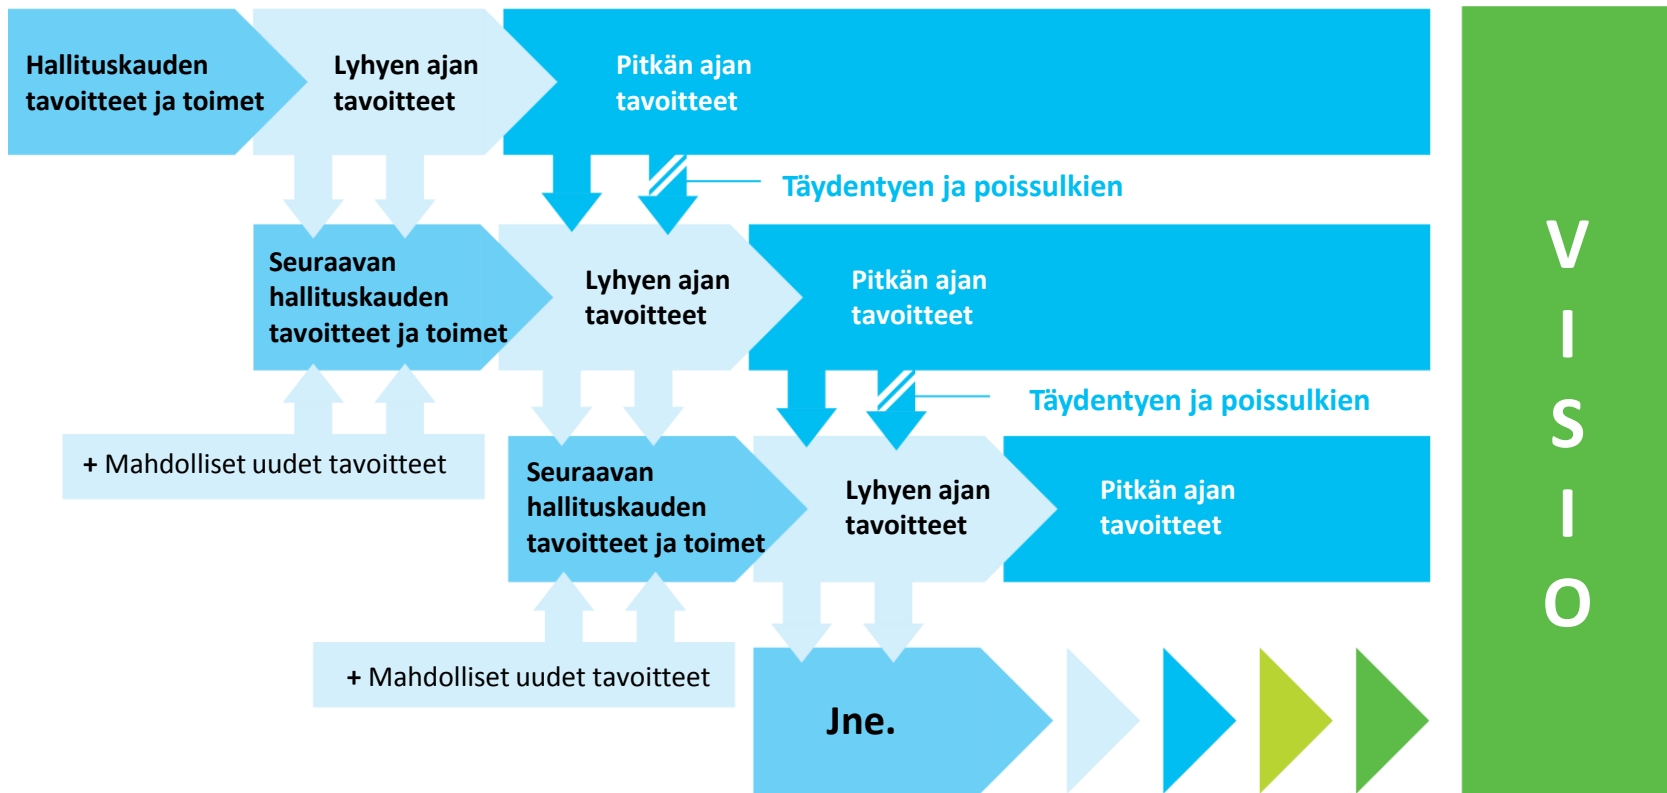 Hallituskauden
tavoitteet ja toimet
Lyhyen ajan
tavoitteet
Pitkän ajan
tavoitteet
Täydentyen ja poissulkien
Seuraavan
hallituskauden
tavoitteet ja toimet
Lyhyen ajan
tavoitteet
Pitkän ajan
tavoitteet
Täydentyen ja poissulkien
+ Mahdolliset uudet tavoitteet
Seuraavan
hallituskauden
tavoitteet ja toimet
Lyhyen ajan
tavoitteet
Pitkän ajan
tavoitteet
+ Mahdolliset uudet tavoitteet
Jne.
V
I
S
I
O